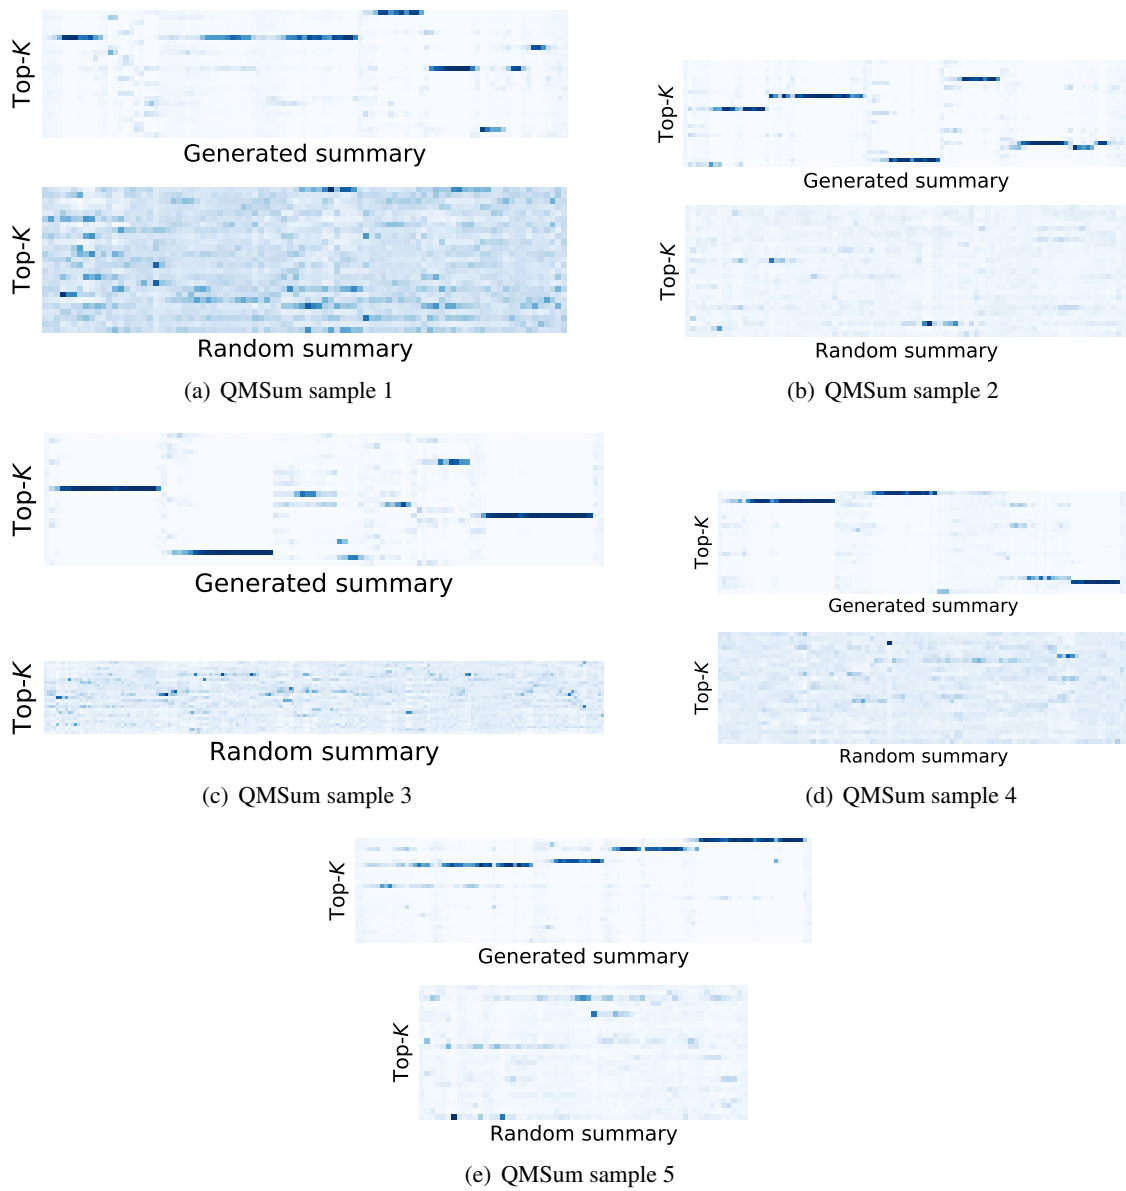 Top-K
Generated summary
Top-K
Random summary
(a) QMSum sample 1
Top-K
Generated summary
Top-K
Random summary
(b) QMSum sample 2
Top-K
Generated summary
Top-K
Random summary
(c) QMSum sample 3
Top-K
Generated summary
Top-K
Random summary
(d) QMSum sample 4
Top-K
Generated summary
Top-K
Random summary
(e) QMSum sample 5